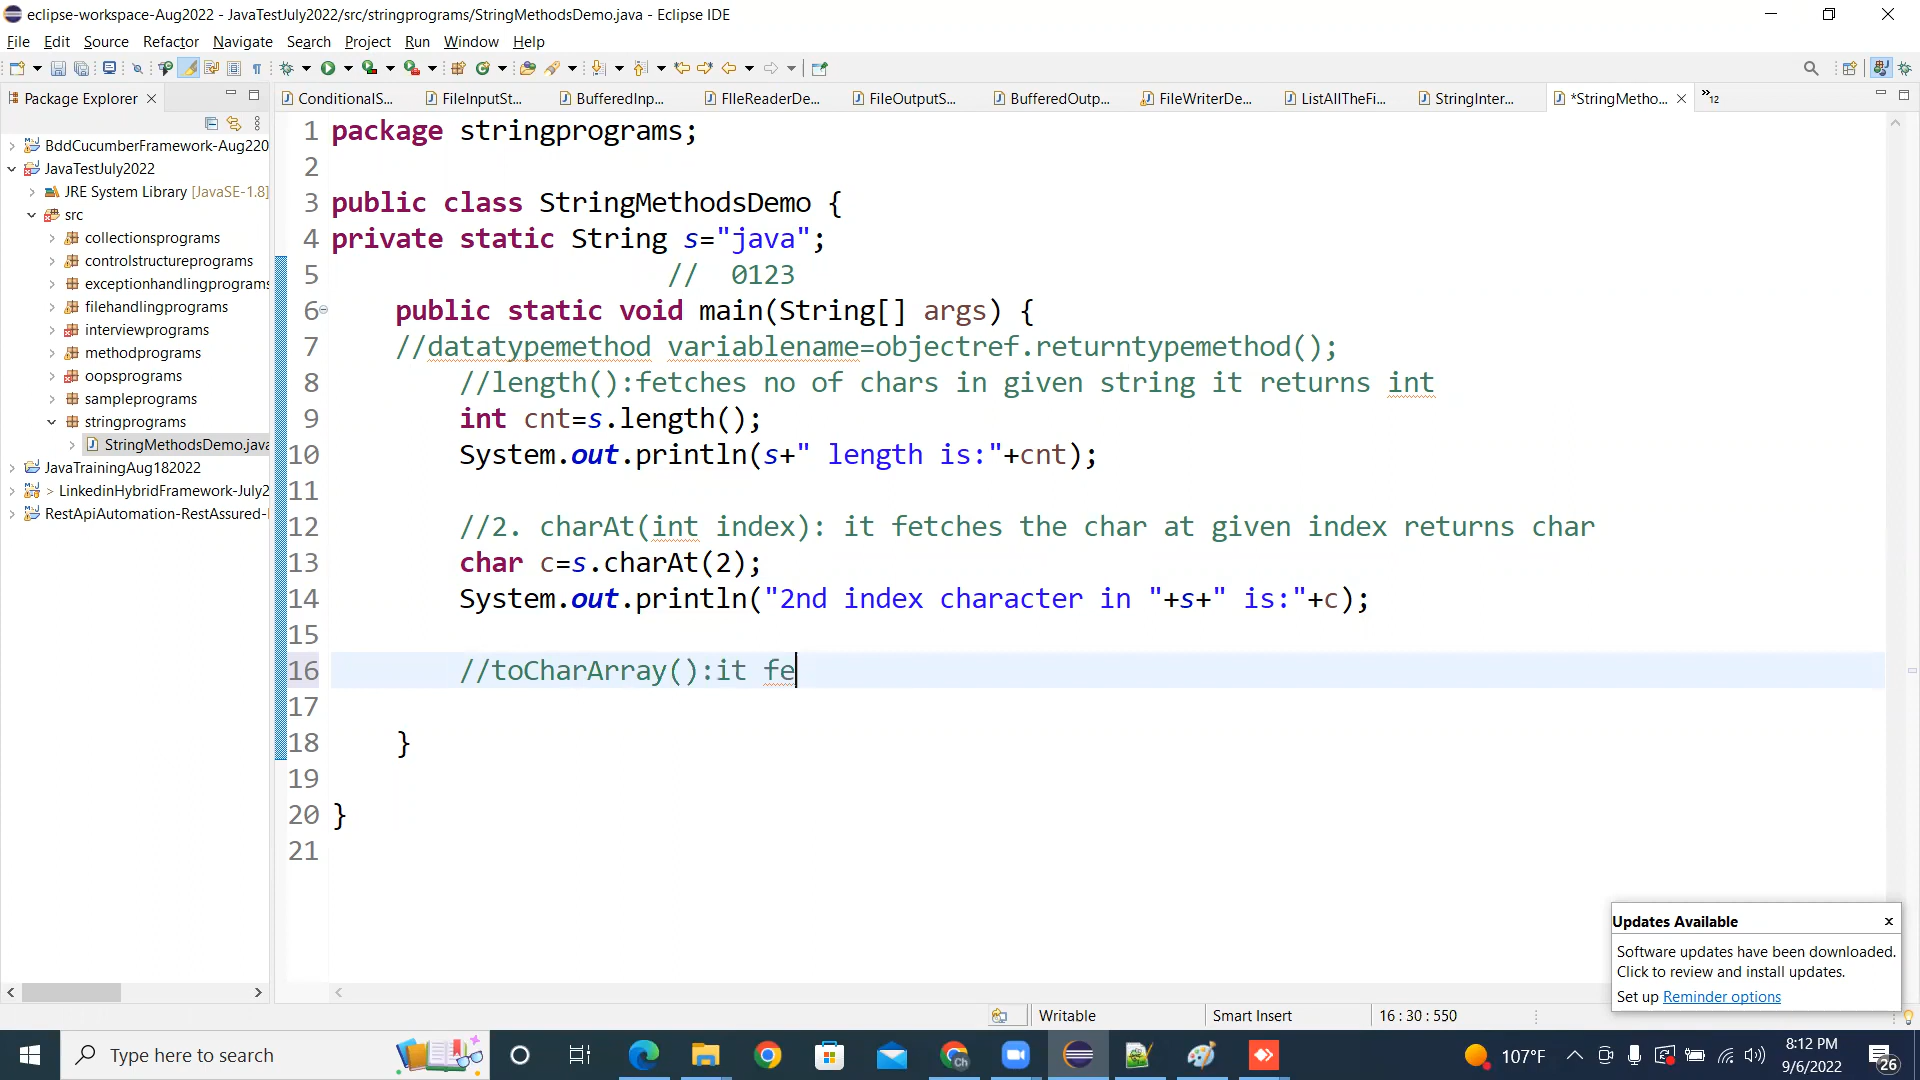 eclipse-workspace-Aug2022 - JavaTestJuly2022/src/stringprograms/StringMethodsDemo.java - Eclipse IDE
File Edit Source Refactor Navigate Search Project Run Window Help
Package Explorer
ConditionalS... FileInputSt... BufferedInp... FIleReaderDe... FileOutputS... BufferedOutp... FileWriterDe... ListAllTheFi... StringInter... *StringMetho... »12
BddCucumberFramework-Aug220
JavaTestJuly2022
JRE System Library [JavaSE-1.8]
src
collectionsprograms
controlstructureprograms
exceptionhandlingprograms
filehandlingprograms
interviewprograms
methodprograms
oopsprograms
sampleprograms
stringprograms
StringMethodsDemo.java
JavaTrainingAug182022
> LinkedinHybridFramework-July2
RestApiAutomation-RestAssured-
1 package stringprograms;
2
3 public class StringMethodsDemo {
4 private static String s="java";
5 // 0123
6 public static void main(String[] args) {
7 //datatypemethod variablename=objectref.returntypemethod();
8 //length():fetches no of chars in given string it returns int
9 int cnt=s.length();
10 System.out.println(s+" length is:"+cnt);
11
12 //2. charAt(int index): it fetches the char at given index returns char
13 char c=s.charAt(2);
14 System.out.println("2nd index character in "+s+" is:"+c);
15
16 //toCharArray():it fe
17
18 }
19
20 }
21
Updates Available
Software updates have been downloaded.
Click to review and install updates.
Set up Reminder options
Writable Smart Insert 16 : 30 : 550
Type here to search
107°F
8:12 PM
9/6/2022
26